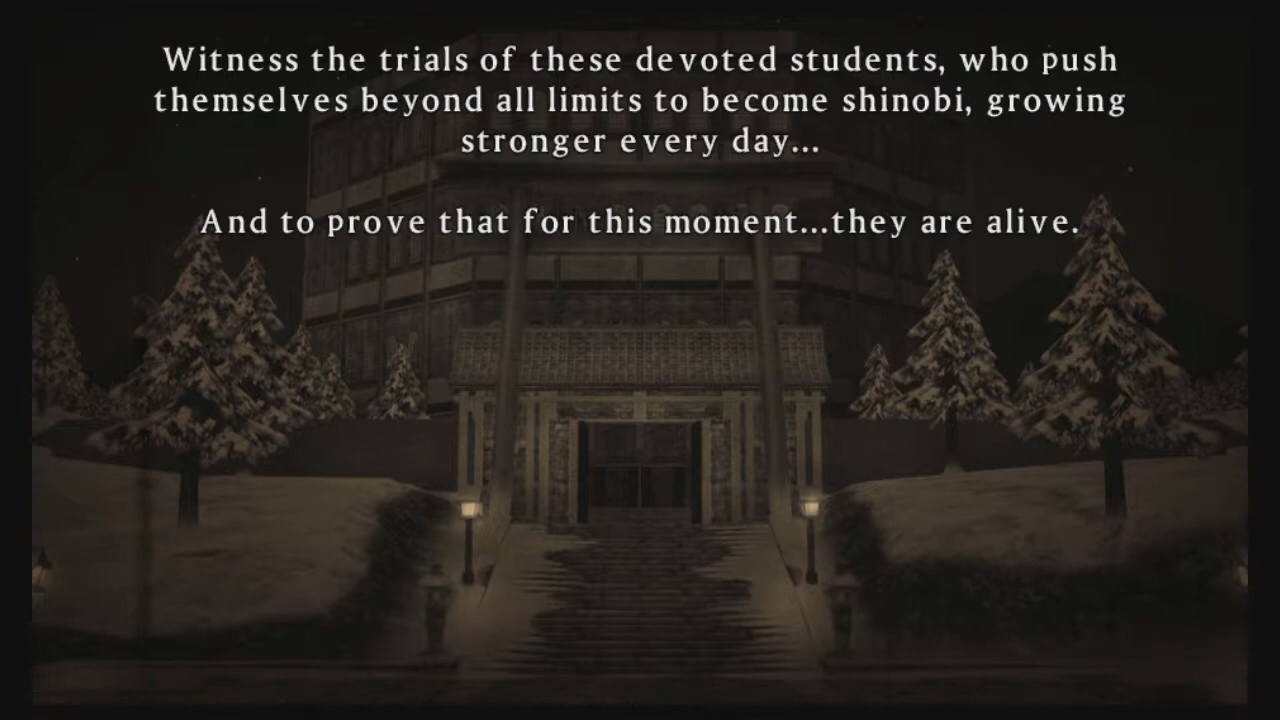 Witness the trials of these devoted students, who push
themselves beyond all limits to become shinobi, growing
stronger every day...
And to prove that for this moment...they are alive.